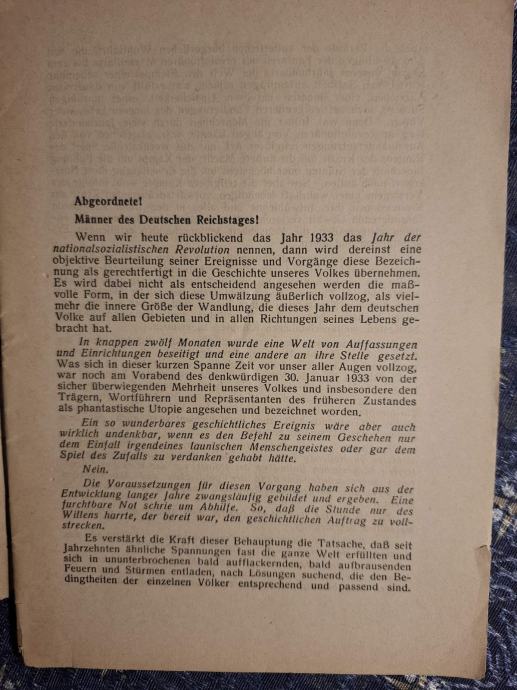 Abgeordnete!
Männer des Deutschen Reichstages!
Wenn wir heute rückblickend das Jahr 1933 das Jahr der
nationalsozialistischen Revolution nennen, dann wird dereinst eine
objektive Beurteilung seiner Ereignisse und Vorgänge diese Bezeich-
nung als gerechtfertigt in die Geschichte unseres Volkes übernehmen.
Es wird dabei nicht als entscheidend angesehen werden die maß-
volle Form, in der sich diese Umwälzung äußerlich vollzog, als viel-
mehr die innere Größe der Wandlung, die dieses Jahr dem deutschen
Volke auf allen Gebieten und in allen Richtungen seines Lebens ge-
bracht hat.
In knappen zwölf Monaten wurde eine Welt von Auffassungen
und Einrichtungen beseitigt und eine andere an ihre Stelle gesetzt.
Was sich in dieser kurzen Spanne Zeit vor unser aller Augen vollzog,
war noch am Vorabend des denkwürdigen 30. Januar 1933 von der
sicher überwiegenden Mehrheit unseres Volkes und insbesondere den
Trägern, Wortführern und Repräsentanten des früheren Zustandes
als phantastische Utopie angesehen und bezeichnet worden.
Ein so wunderbares geschichtliches Ereignis wäre aber auch
wirklich undenkbar, wenn es den Befehl zu seinem Geschehen nur
dem Einfall irgendeines launischen Menschengeistes oder gar dem
Spiel des Zufalls zu verdanken gehabt hätte.
Nein.
Die Voraussetzungen für diesen Vorgang haben sich aus der
Entwicklung langer Jahre zwangsläufig gebildet und ergeben. Eine
furchtbare Not schrie um Abhilfe. So, daß die Stunde nur des
Willens harrte, der bereit war, den geschichtlichen Auftrag zu voll-
strecken.
Es verstärkt die Kraft dieser Behauptung die Tatsache, daß seit
Jahrzehnten ähnliche Spannungen fast die ganze Welt erfüllten und
sich in ununterbrochenen bald aufflackernden, bald aufbrausenden
Feuern und Stürmen entladen, nach Lösungen suchend, die den Be-
dingtheiten der einzelnen Völker entsprechend und passend sind.